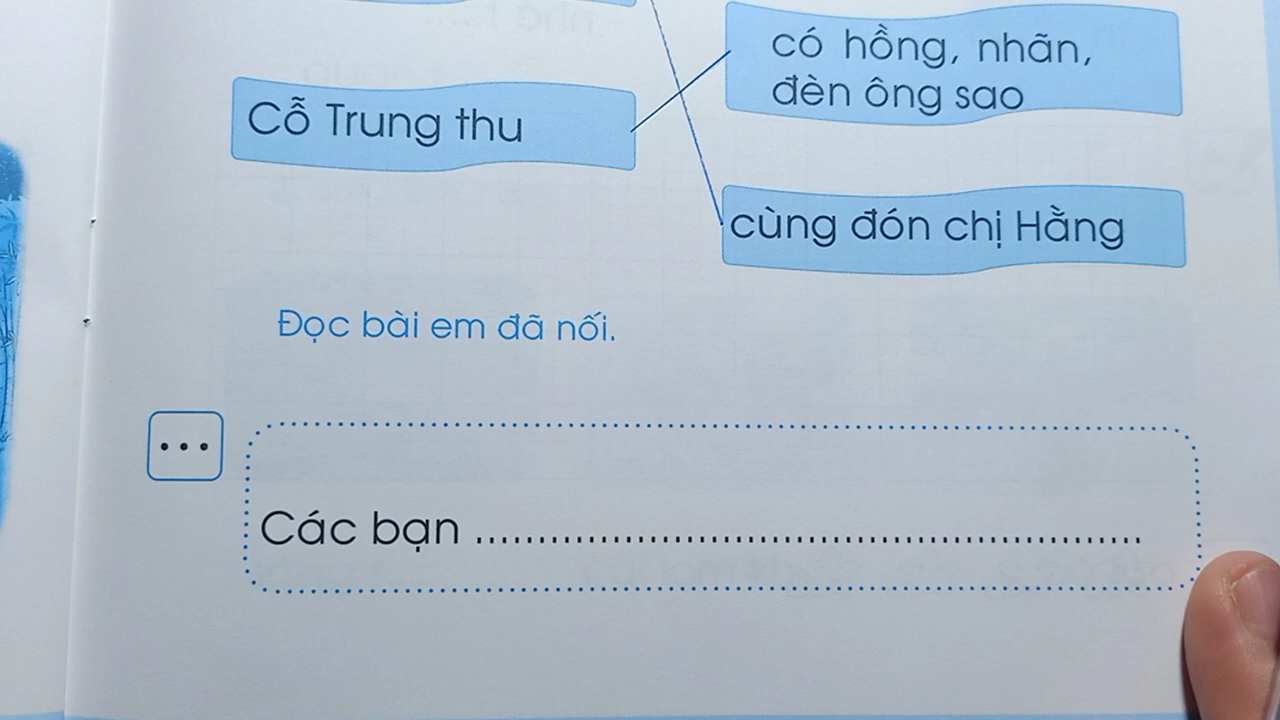 có hồng, nhãn,
đèn ông sao
Cỗ Trung thu
cùng đón chị Hằng
Đọc bài em đã nối.
...
Các bạn ......................................................